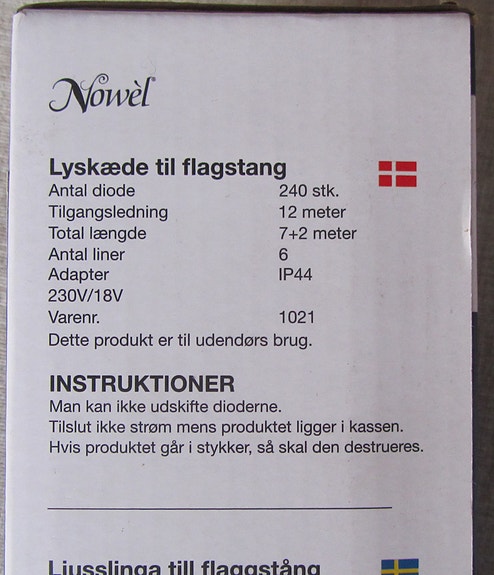 Nowèl®
Lyskæde til flagstang
Antal diode 240 stk.
Tilgangsledning 12 meter
Total længde 7+2 meter
Antal liner 6
Adapter IP44
230V/18V
Varenr. 1021
Dette produkt er til udendørs brug.
INSTRUKTIONER
Man kan ikke udskifte dioderne.
Tilslut ikke strøm mens produktet ligger i kassen.
Hvis produktet går i stykker, så skal den destrueres.
Ljusslinga till flaggstång